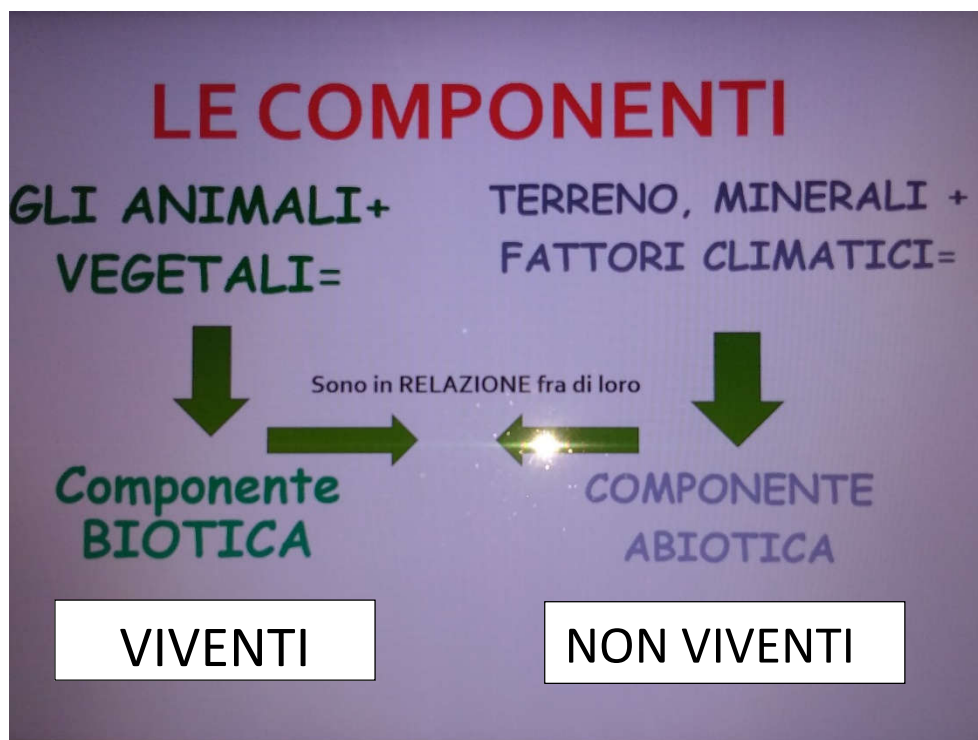 LE COMPONENTI
GLI ANIMALI+
VEGETALI=
TERRENO, MINERALI +
FATTORI CLIMATICI=
Sono in RELAZIONE fra di loro
Componente
BIOTICA
COMPONENTE
ABIOTICA
VIVENTI
NON VIVENTI